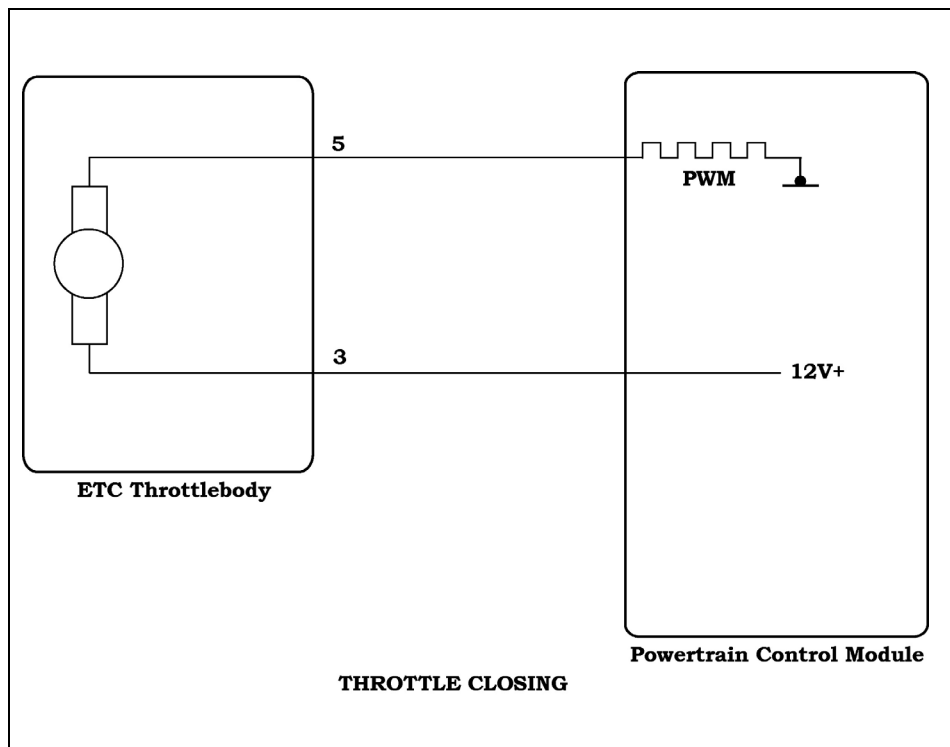 5
PWM
3
12V+
ETC Throttlebody
Powertrain Control Module
THROTTLE CLOSING